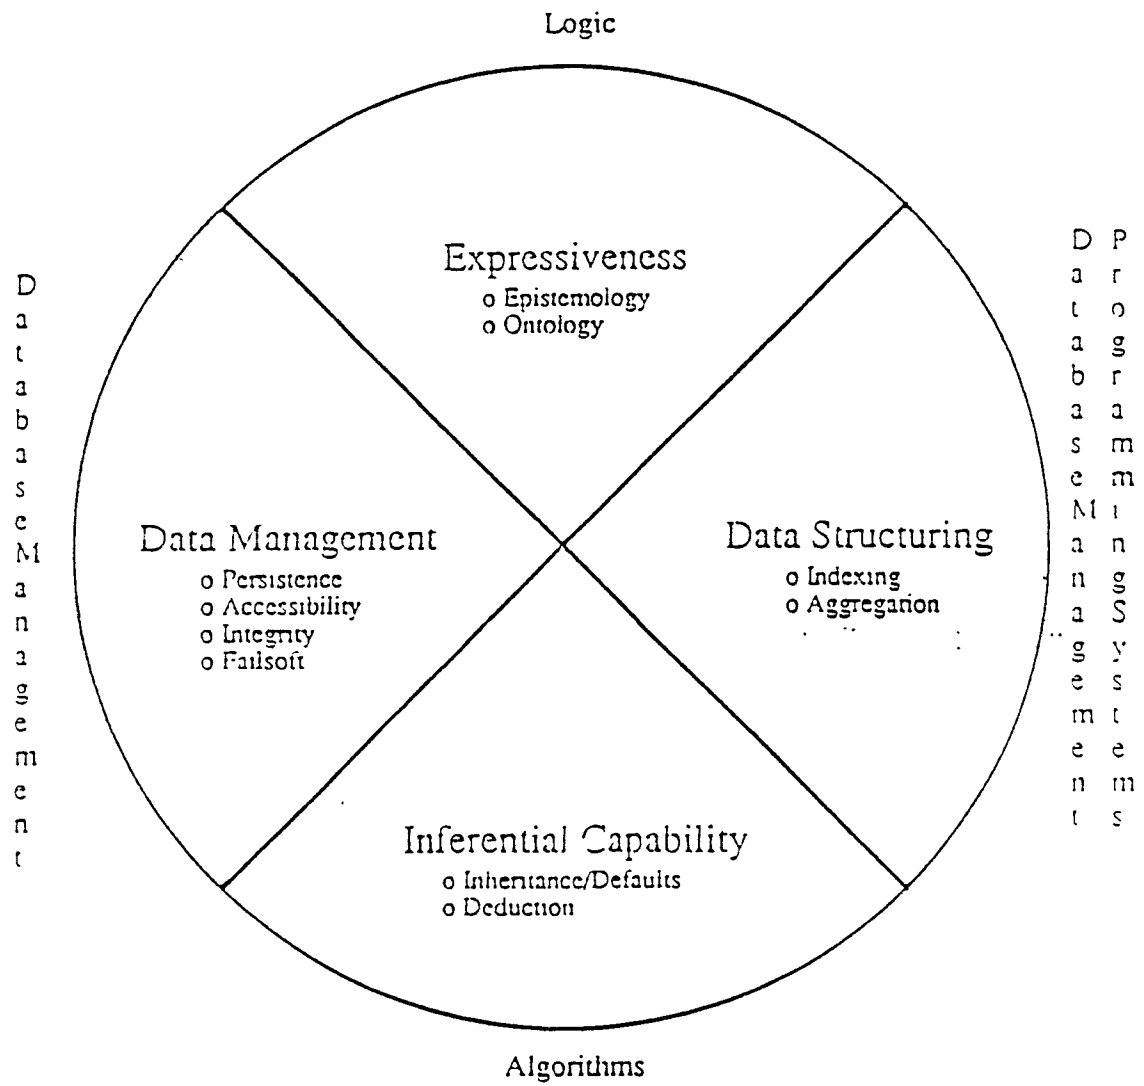 Logic
Expressiveness
o Epistemology
o Ontology
Database Management
Data Management
o Persistence
o Accessibility
o Integrity
o Failsoft
Data Structuring
o Indexing
o Aggregation
Database Management
Programming Systems
Inferential Capability
o Inheritance/Defaults
o Deduction
Algorithms